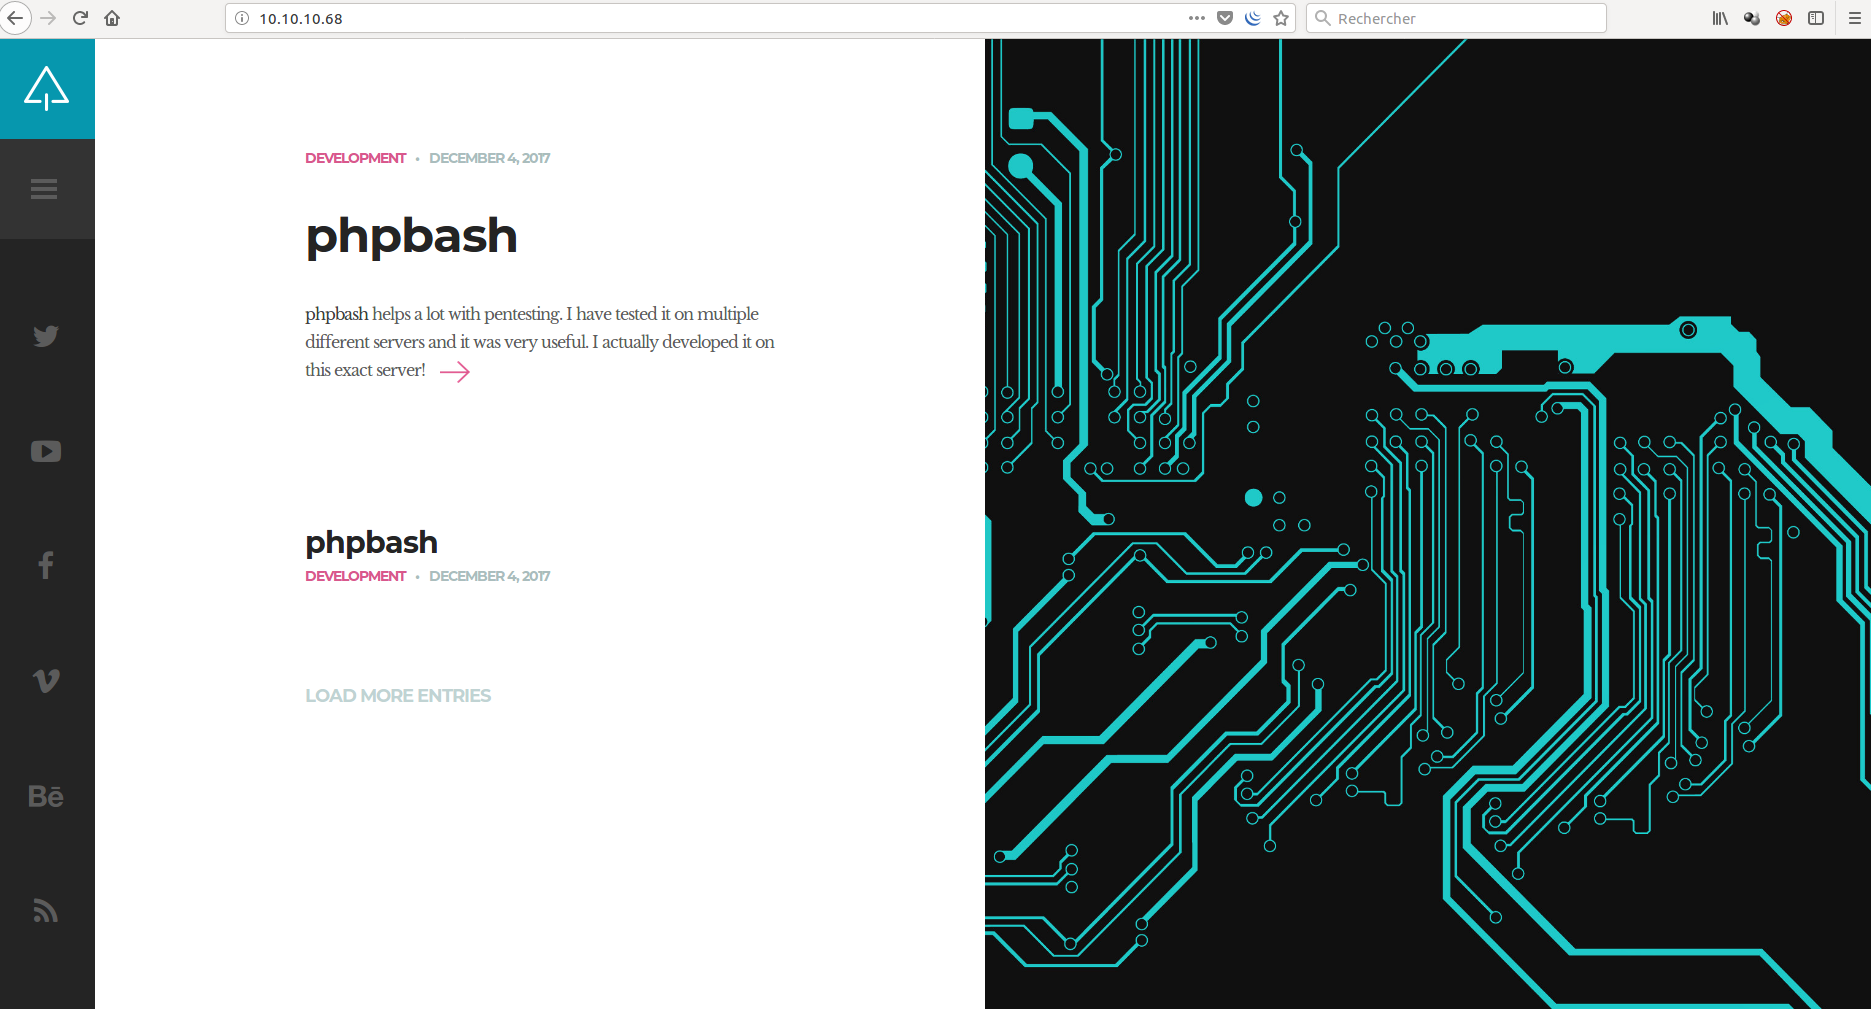 10.10.10.68
Rechercher
DEVELOPMENT • DECEMBER 4, 2017
phpbash
phpbash helps a lot with pentesting. I have tested it on multiple
different servers and it was very useful. I actually developed it on
this exact server!
phpbash
DEVELOPMENT • DECEMBER 4, 2017
LOAD MORE ENTRIES
Bē